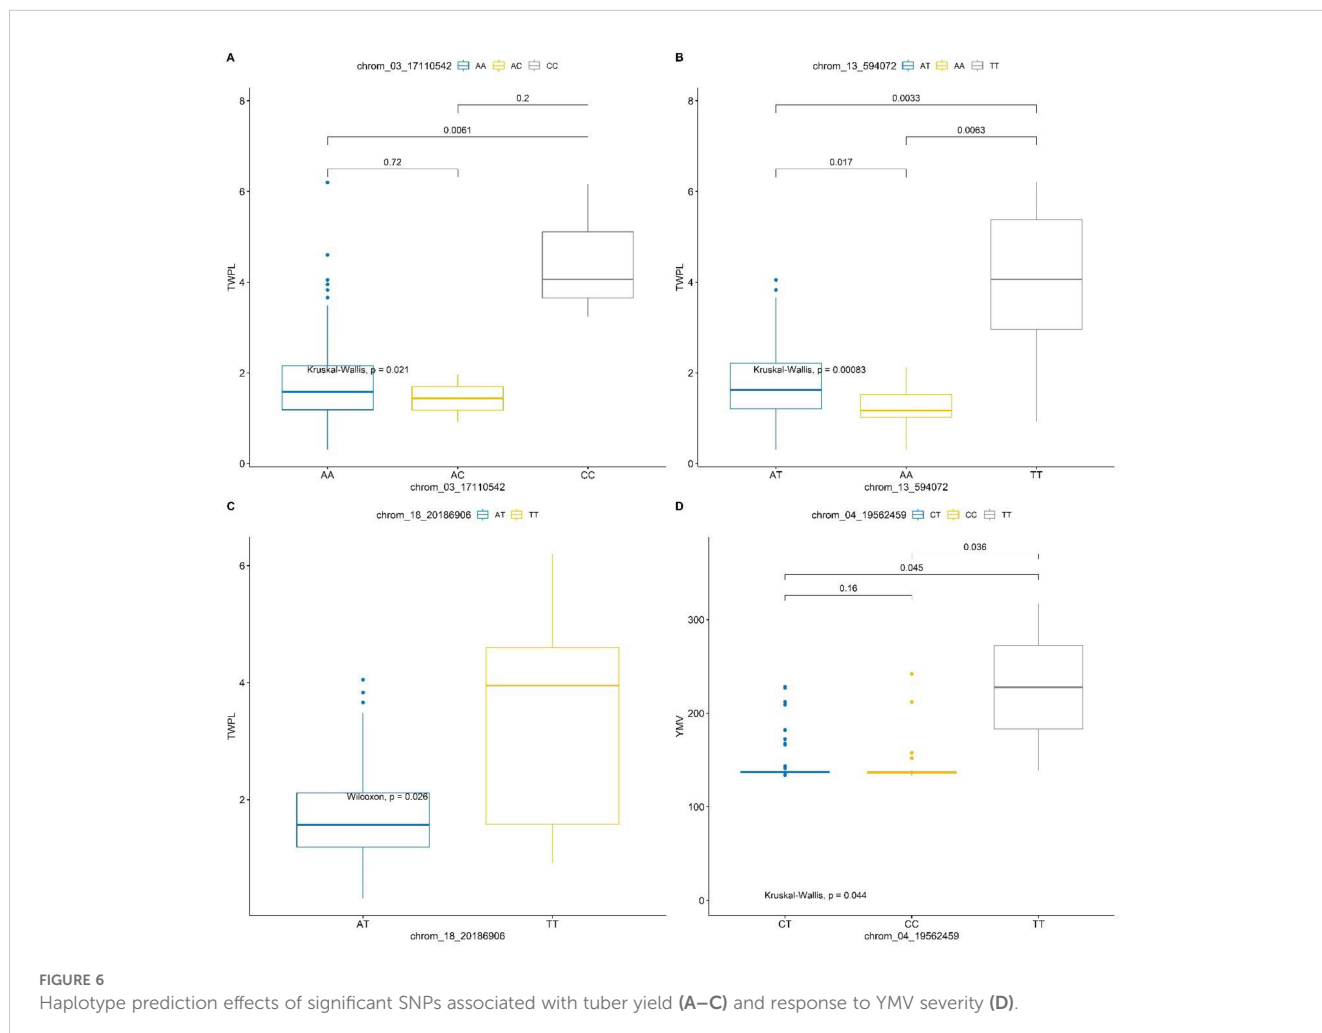 A
chrom_03_17110542 AA AC CC
8
6
4
2
0
TWPL
0.2
0.0061
0.72
Kruskal-Wallis, p = 0.021
AA AC CC
chrom_03_17110542
B
chrom_13_594072 AT AA TT
8
6
4
2
0
TWPL
0.0033
0.0063
0.017
Kruskal-Wallis, p = 0.00083
AT AA TT
chrom_13_594072
C
chrom_18_20186906 AT TT
6
4
2
TWPL
Wilcoxon, p = 0.026
AT TT
chrom_18_20186906
D
chrom_04_19562459 CT CC TT
300
200
100
0
YMV
0.036
0.045
0.16
Kruskal-Wallis, p = 0.044
CT CC TT
chrom_04_19562459
FIGURE 6
Haplotype prediction effects of significant SNPs associated with tuber yield (A–C) and response to YMV severity (D).